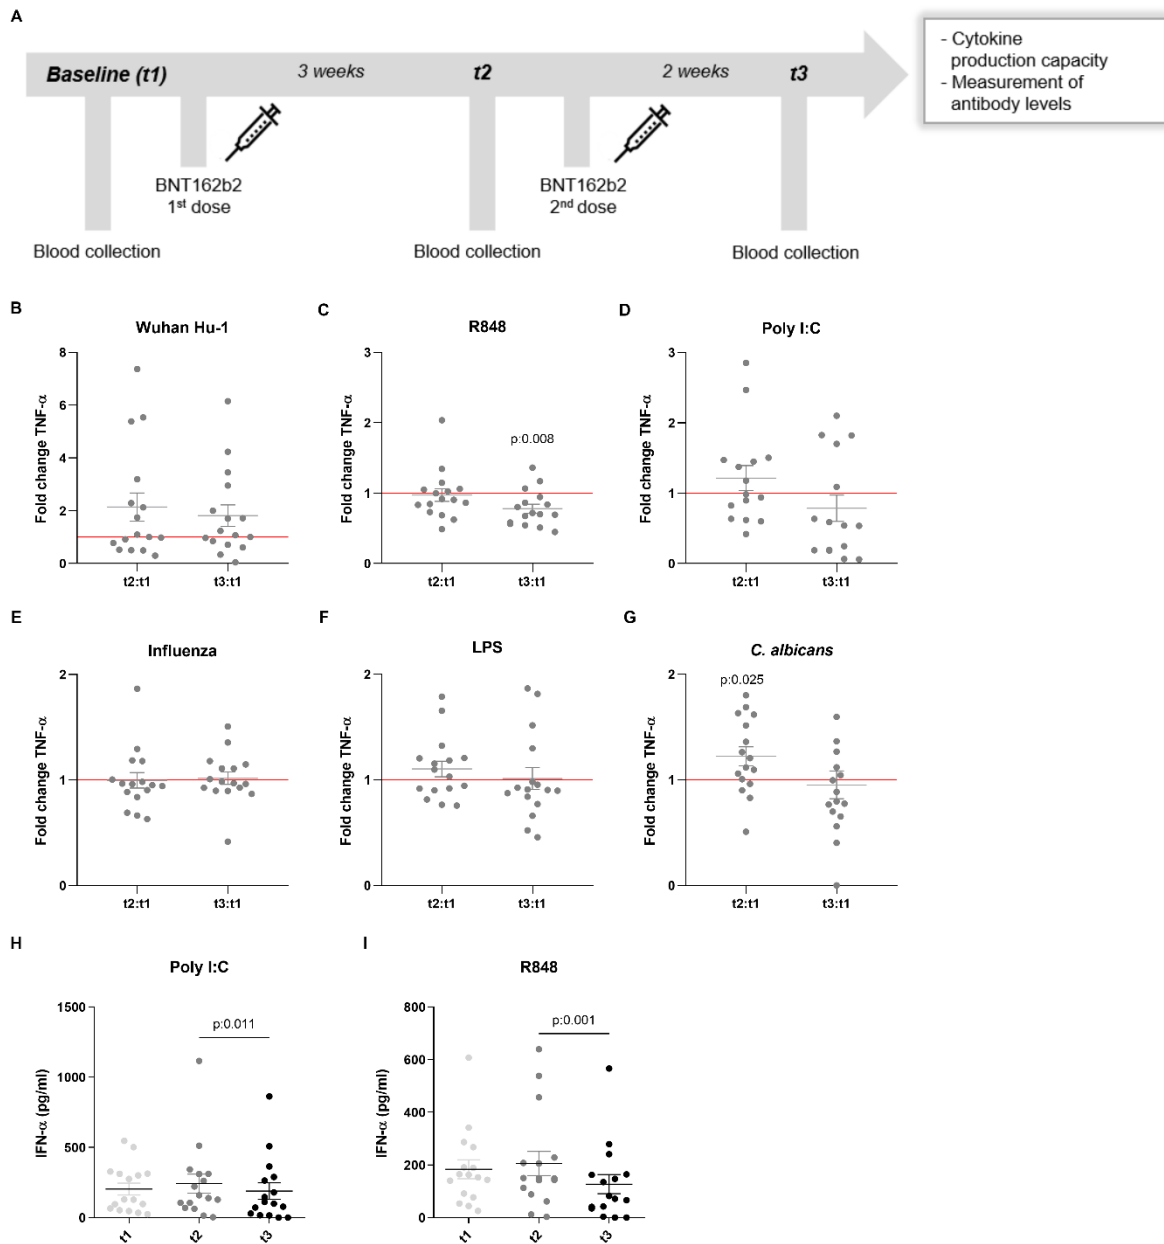 A
Baseline (t1)
3 weeks
t2
2 weeks
t3
- Cytokine
production capacity
- Measurement of
antibody levels
BNT162b2
1st dose
BNT162b2
2nd dose
Blood collection
Blood collection
Blood collection
B
Wuhan Hu-1
Fold change TNF-α
8
6
4
2
0
t2:t1
t3:t1
C
R848
Fold change TNF-α
3
2
1
0
p:0.008
t2:t1
t3:t1
D
Poly I:C
Fold change TNF-α
3
2
1
0
t2:t1
t3:t1
E
Influenza
Fold change TNF-α
2
1
0
t2:t1
t3:t1
F
LPS
Fold change TNF-α
2
1
0
t2:t1
t3:t1
G
C. albicans
Fold change TNF-α
2
1
0
p:0.025
t2:t1
t3:t1
H
Poly I:C
IFN-α (pg/ml)
1500
1000
500
0
p:0.011
t1
t2
t3
I
R848
IFN-α (pg/ml)
800
600
400
200
0
p:0.001
t1
t2
t3